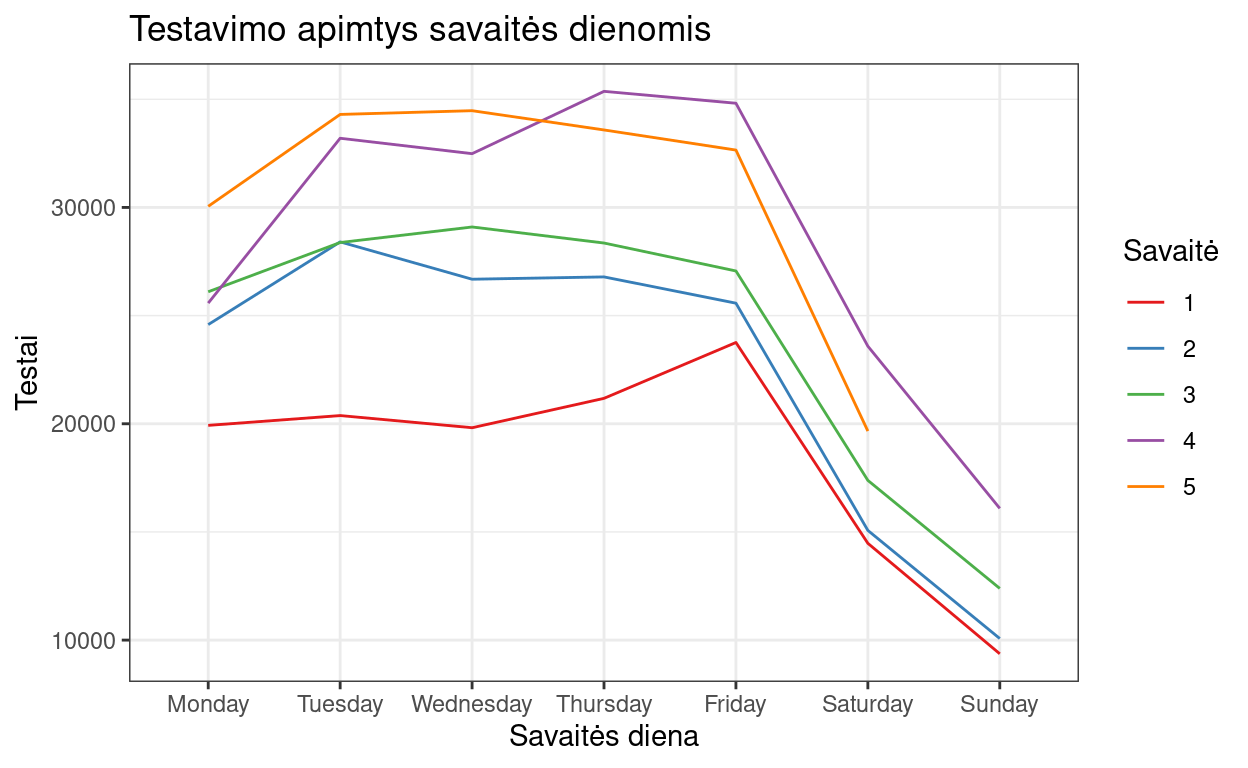 Testavimo apimtys savaitės dienomis
Testai
30000
20000
10000
Monday Tuesday Wednesday Thursday Friday Saturday Sunday
Savaitės diena
Savaitė
1
2
3
4
5